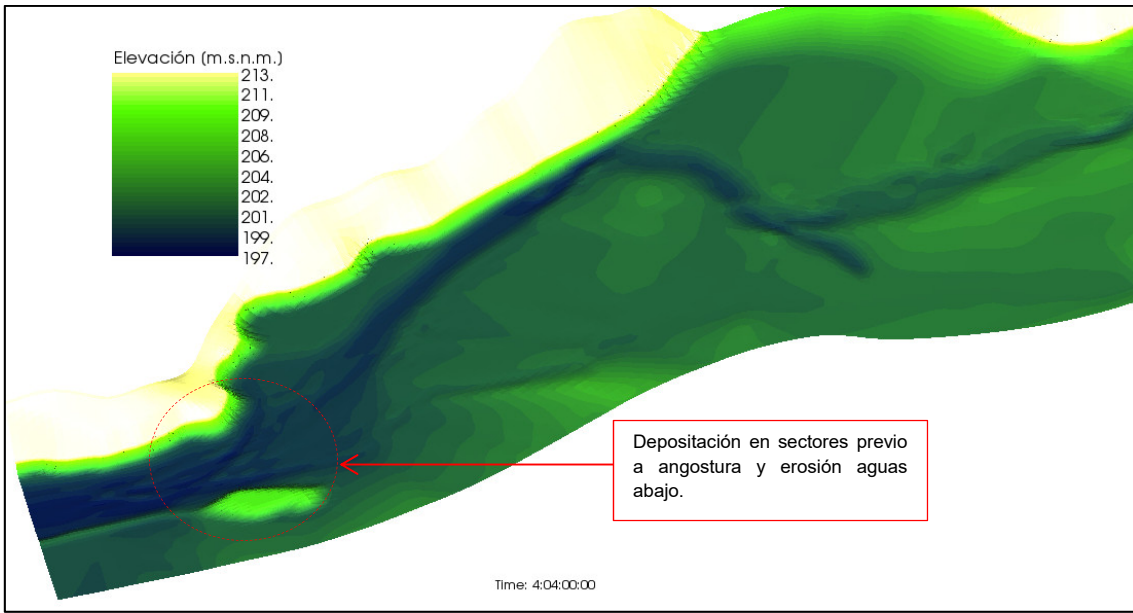 Elevación (m.s.n.m.)
213.
211.
209.
208.
206.
204.
202.
201.
199.
197.
Depositación en sectores previo
a angostura y erosión aguas
abajo.
Time: 4:04:00:00